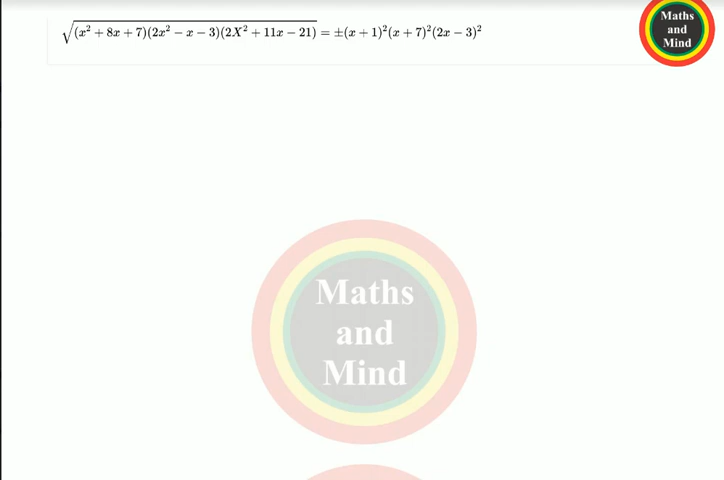 √(x² + 8x + 7)(2x² − x − 3)(2X² + 11x − 21) = ±(x + 1)²(x + 7)²(2x − 3)²
Maths
and
Mind
Maths
and
Mind